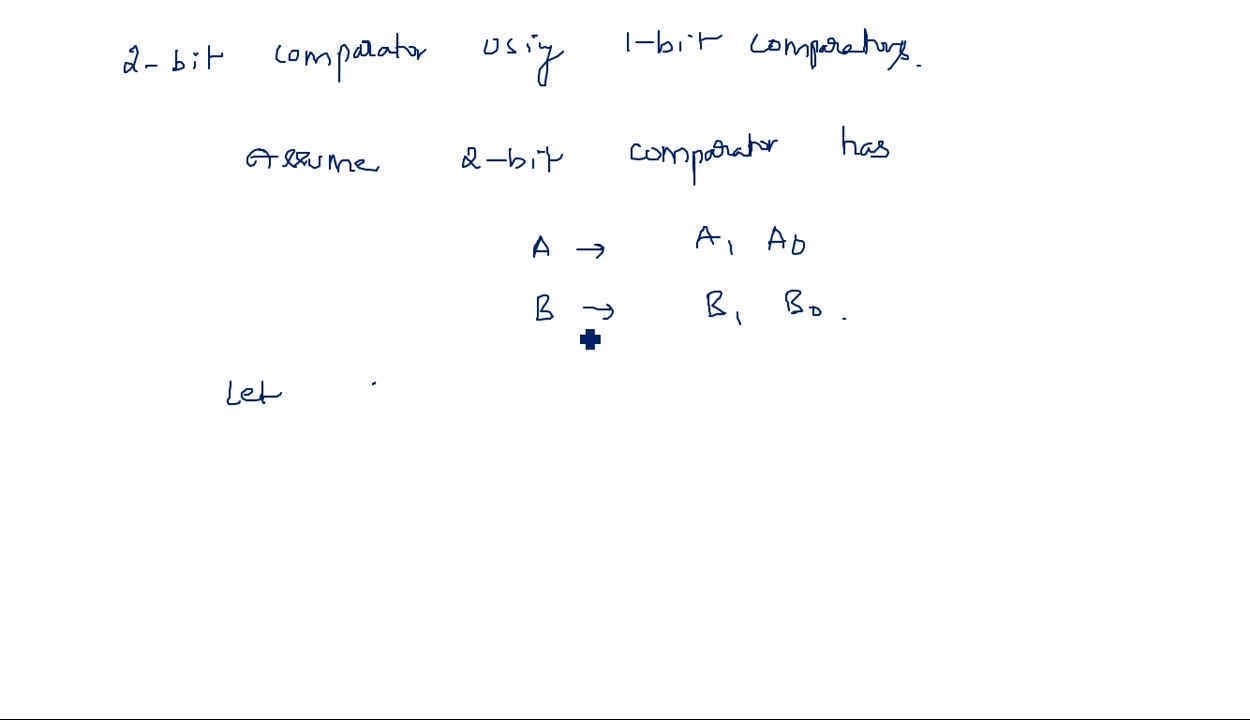 2-bit comparator using 1-bit comparators.
Assume 2-bit comparator has
A → A₁ A₀
B → B₁ B₀.
Let